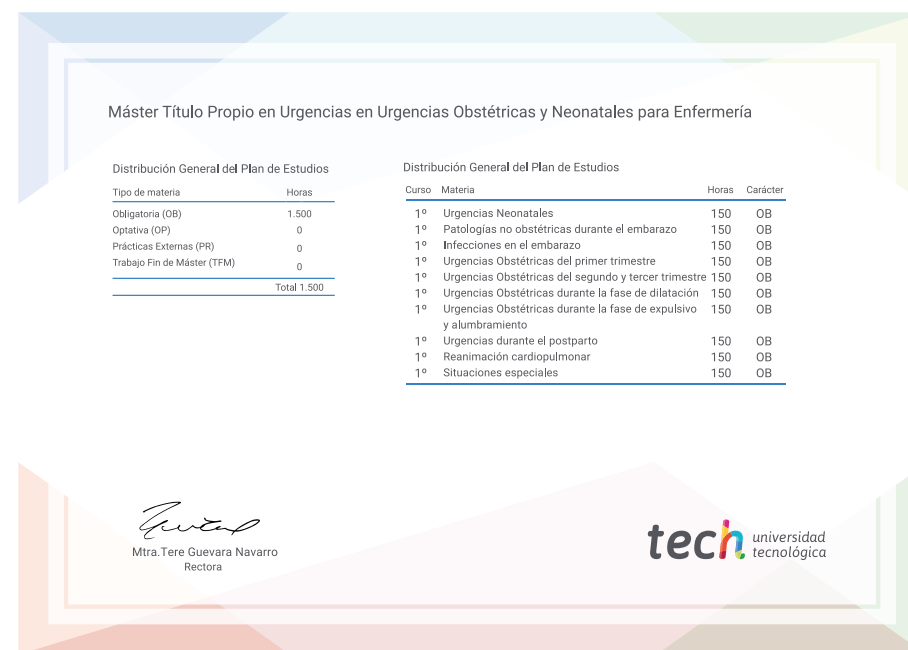 Máster Título Propio en Urgencias en Urgencias Obstétricas y Neonatales para Enfermería
Distribución General del Plan de Estudios
Tipo de materia Horas
Obligatoria (OB) 1.500
Optativa (OP) 0
Prácticas Externas (PR) 0
Trabajo Fin de Máster (TFM) 0
Total 1.500
Distribución General del Plan de Estudios
Curso Materia Horas Carácter
1º Urgencias Neonatales 150 OB
1º Patologías no obstétricas durante el embarazo 150 OB
1º Infecciones en el embarazo 150 OB
1º Urgencias Obstétricas del primer trimestre 150 OB
1º Urgencias Obstétricas del segundo y tercer trimestre 150 OB
1º Urgencias Obstétricas durante la fase de dilatación 150 OB
1º Urgencias Obstétricas durante la fase de expulsivo 150 OB
y alumbramiento
1º Urgencias durante el postparto 150 OB
1º Reanimación cardiopulmonar 150 OB
1º Situaciones especiales 150 OB
Mtra.Tere Guevara Navarro
Rectora
tech universidad
tecnológica